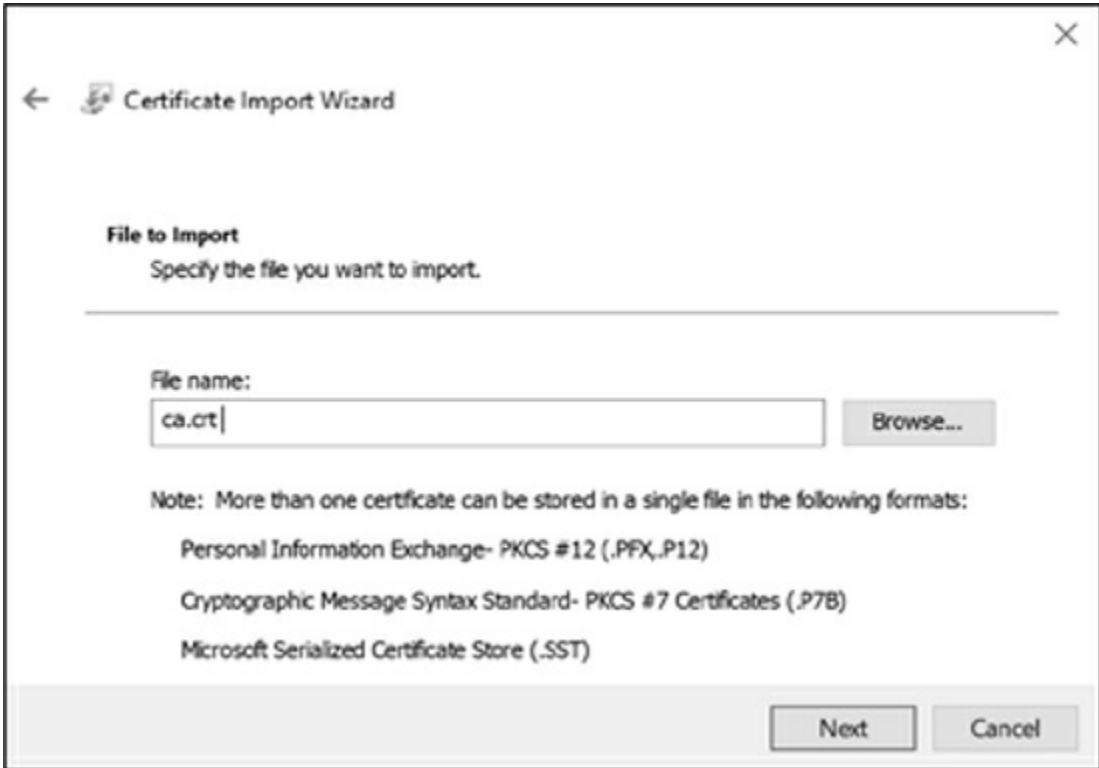 Certificate Import Wizard
File to Import
Specify the file you want to import.
File name:
ca.crt
Browse...
Note: More than one certificate can be stored in a single file in the following formats:
Personal Information Exchange- PKCS #12 (.PFX,.P12)
Cryptographic Message Syntax Standard- PKCS #7 Certificates (.P7B)
Microsoft Serialized Certificate Store (.SST)
Next Cancel